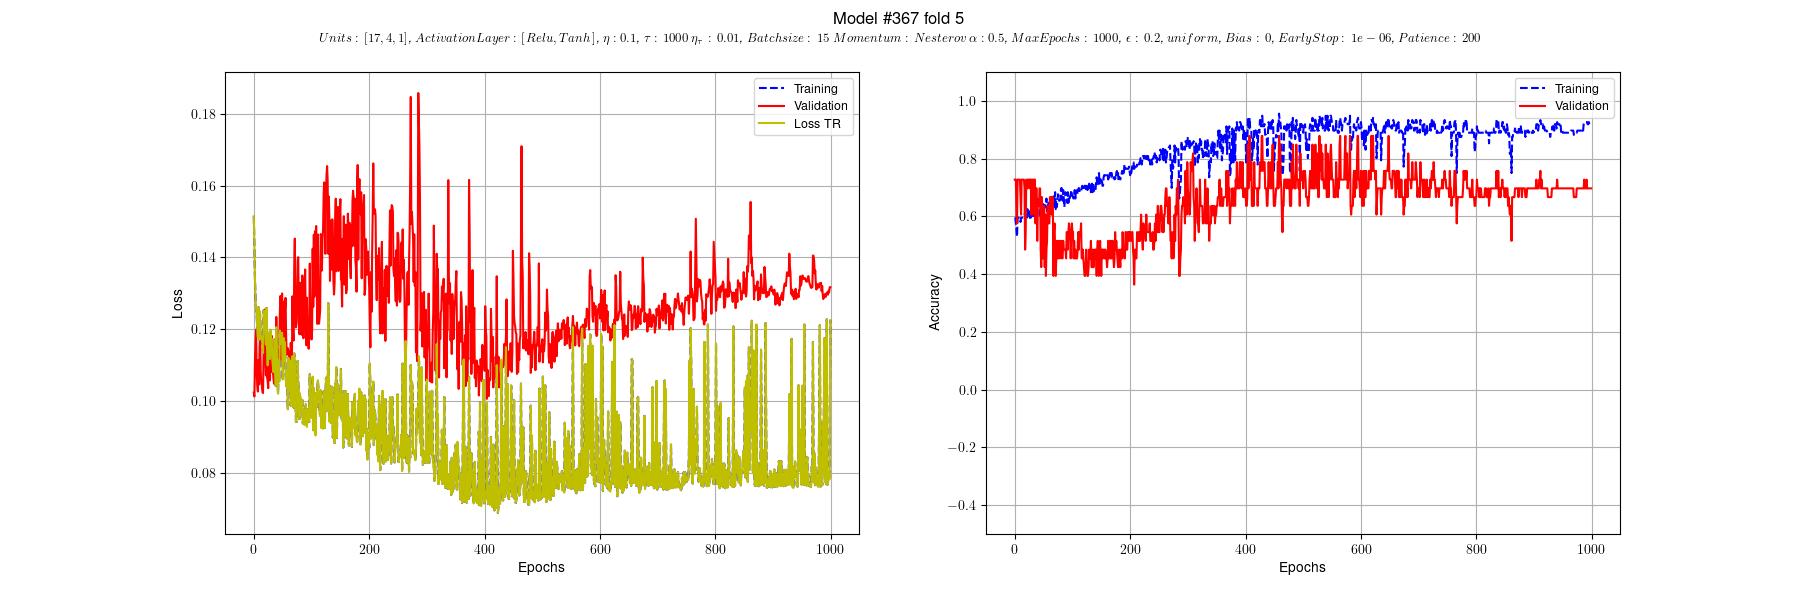 Model #367 fold 5
Units : [17, 4, 1], ActivationLayer : [Relu, Tanh], η : 0.1, τ : 1000 ητ : 0.01, Batchsize : 15 Momentum : Nesterov α : 0.5, MaxEpochs : 1000, ϵ : 0.2, uniform, Bias : 0, EarlyStop : 1e − 06, Patience : 200
Training
Validation
Loss TR
0.18
0.16
0.14
0.12
0.10
0.08
Loss
0 200 400 600 800 1000
Epochs
Training
Validation
1.0
0.8
0.6
0.4
0.2
0.0
−0.2
−0.4
Accuracy
0 200 400 600 800 1000
Epochs